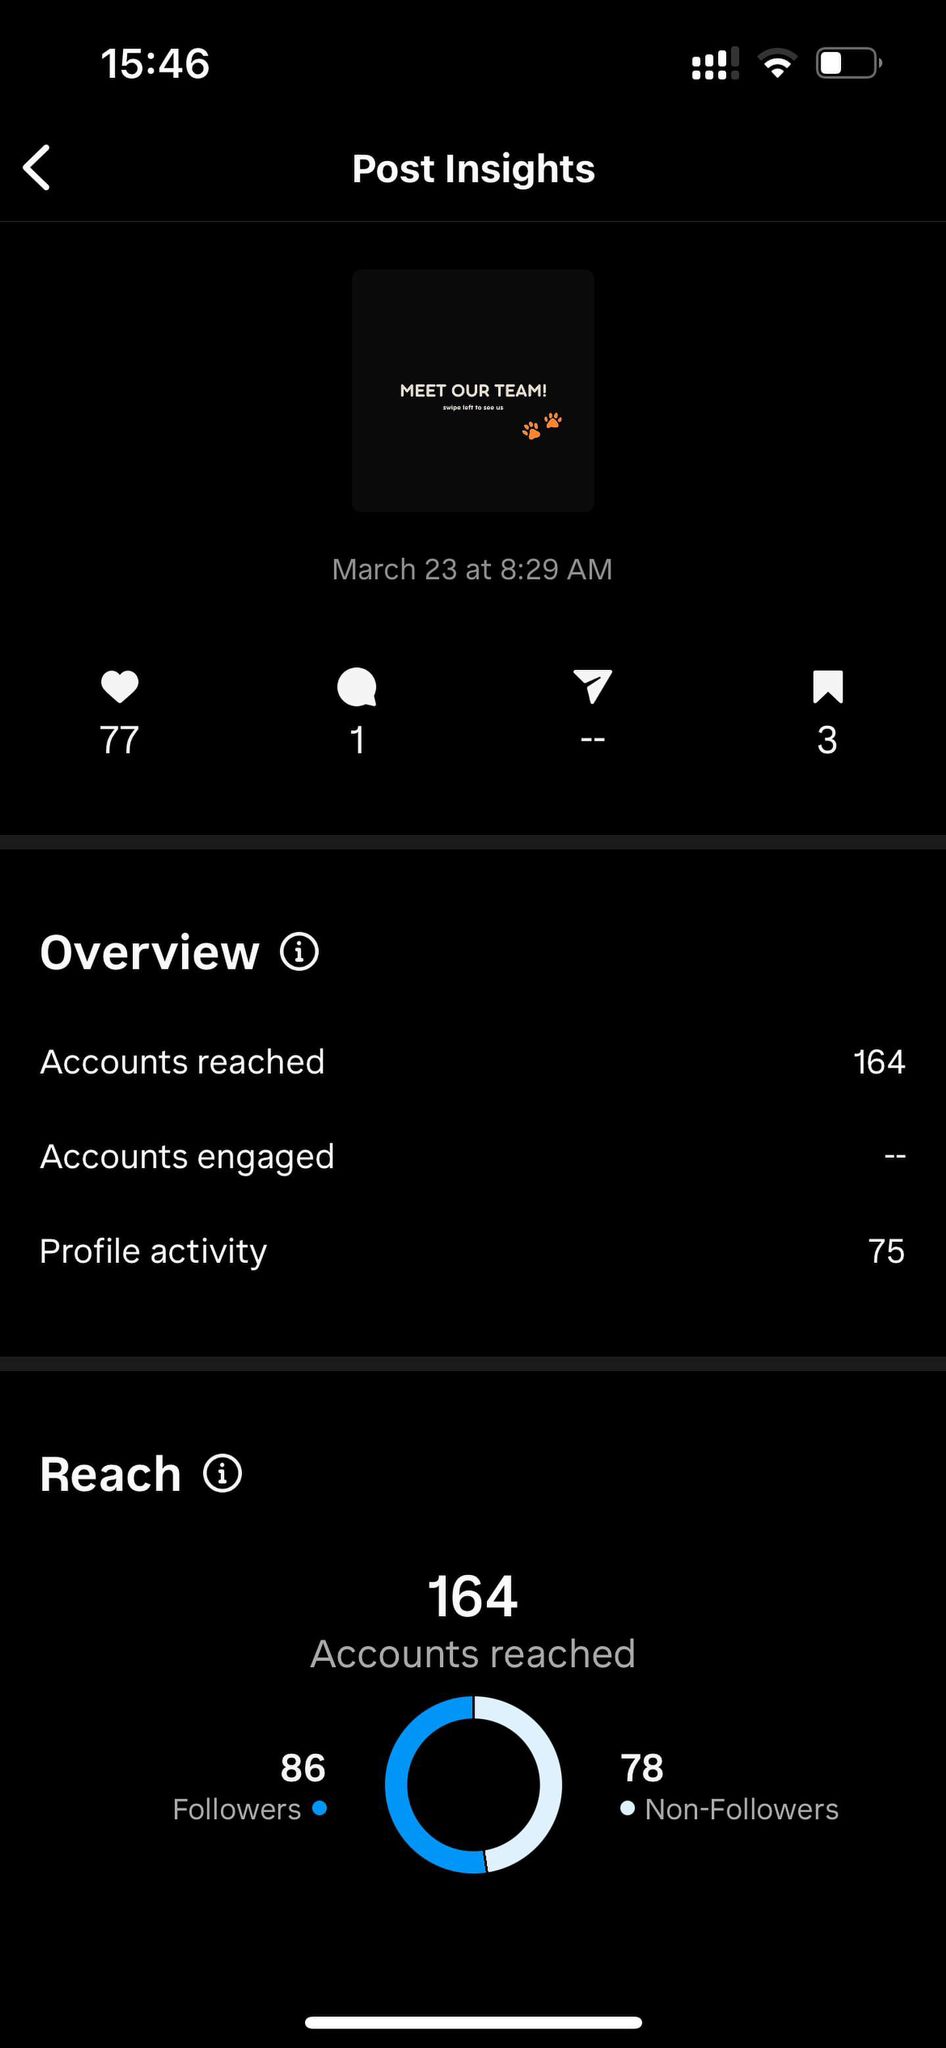 15:46
Post Insights
MEET OUR TEAM!
swipe left to see us
March 23 at 8:29 AM
77
1
--
3
Overview
Accounts reached 164
Accounts engaged --
Profile activity 75
Reach
164
Accounts reached
86
Followers
78
Non-Followers